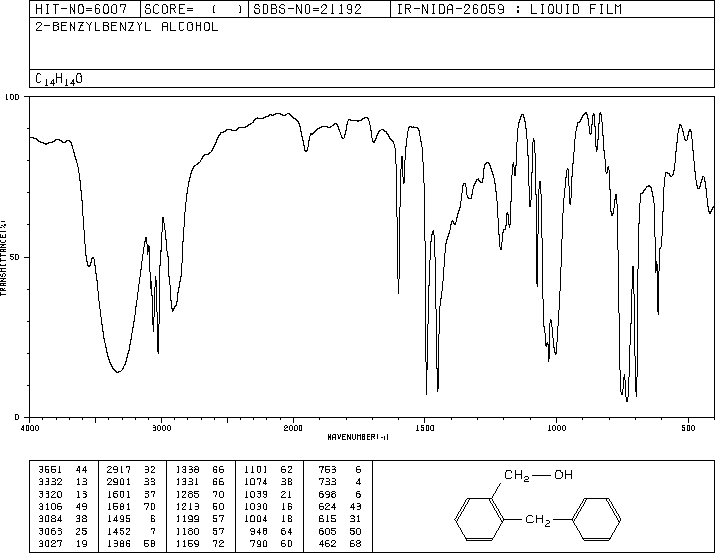 HIT-NO=6007 SCORE= ( ) SDBS-NO=21192 IR-NIDA-26059 : LIQUID FILM
2-BENZYLBENZYL ALCOHOL
C14H14O
100
50
0
TRANSMITTANCE(%)
4000 3000 2000 1500 1000 500
WAVENUMBER(-1)
3551 44 2917 32 1338 66 1101 62 753 6
3332 13 2901 33 1331 66 1074 38 733 4
3320 13 1601 37 1285 70 1039 21 698 6
3106 49 1581 70 1213 50 1030 16 624 43
3084 38 1495 6 1199 57 1004 18 615 31
3063 25 1452 7 1180 57 948 64 605 50
3027 19 1386 58 1159 72 790 60 462 68
CH2 OH
CH2